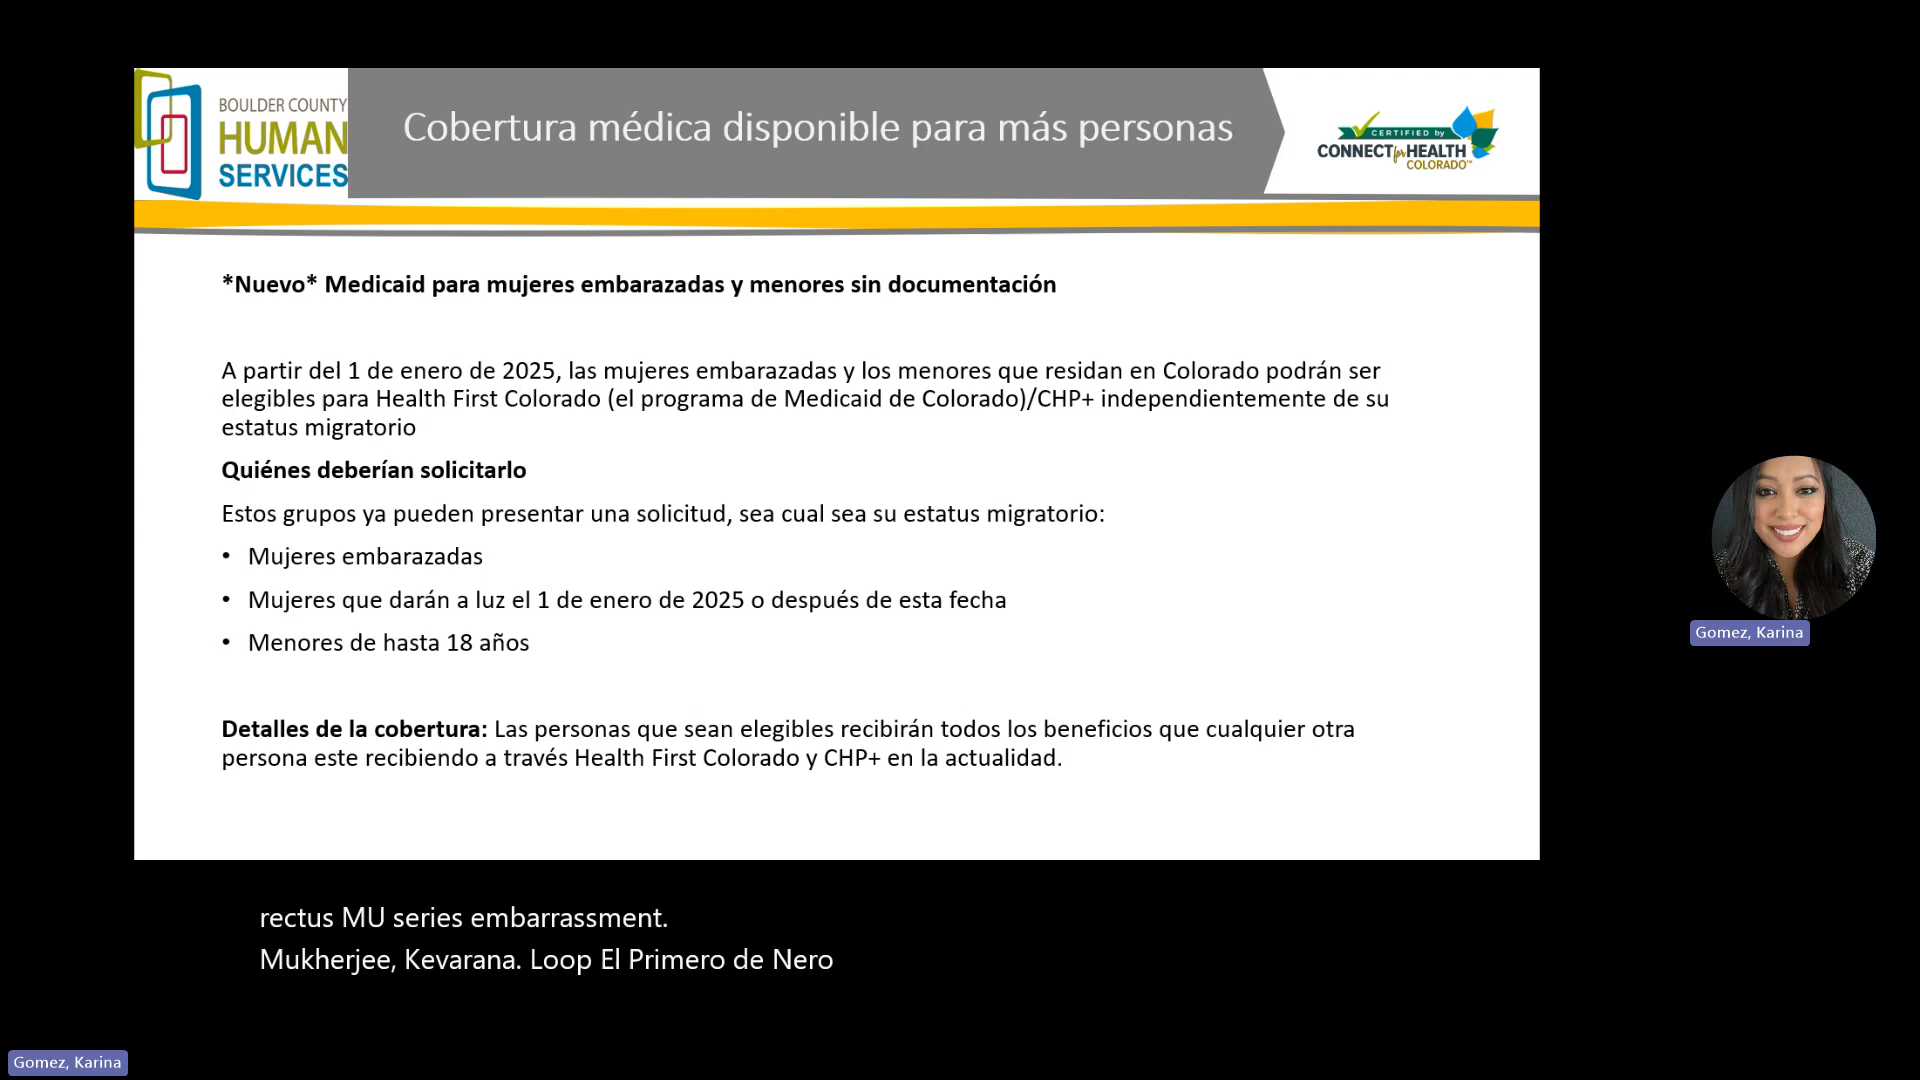 BOULDER COUNTY
HUMAN
SERVICES
Cobertura médica disponible para más personas
CERTIFIED by
CONNECT for HEALTH
COLORADO™
*Nuevo* Medicaid para mujeres embarazadas y menores sin documentación
A partir del 1 de enero de 2025, las mujeres embarazadas y los menores que residan en Colorado podrán ser
elegibles para Health First Colorado (el programa de Medicaid de Colorado)/CHP+ independientemente de su
estatus migratorio
Quiénes deberían solicitarlo
Estos grupos ya pueden presentar una solicitud, sea cual sea su estatus migratorio:
• Mujeres embarazadas
• Mujeres que darán a luz el 1 de enero de 2025 o después de esta fecha
• Menores de hasta 18 años
Detalles de la cobertura: Las personas que sean elegibles recibirán todos los beneficios que cualquier otra
persona este recibiendo a través Health First Colorado y CHP+ en la actualidad.
Gomez, Karina
rectus MU series embarrassment.
Mukherjee, Kevarana. Loop El Primero de Nero
Gomez, Karina